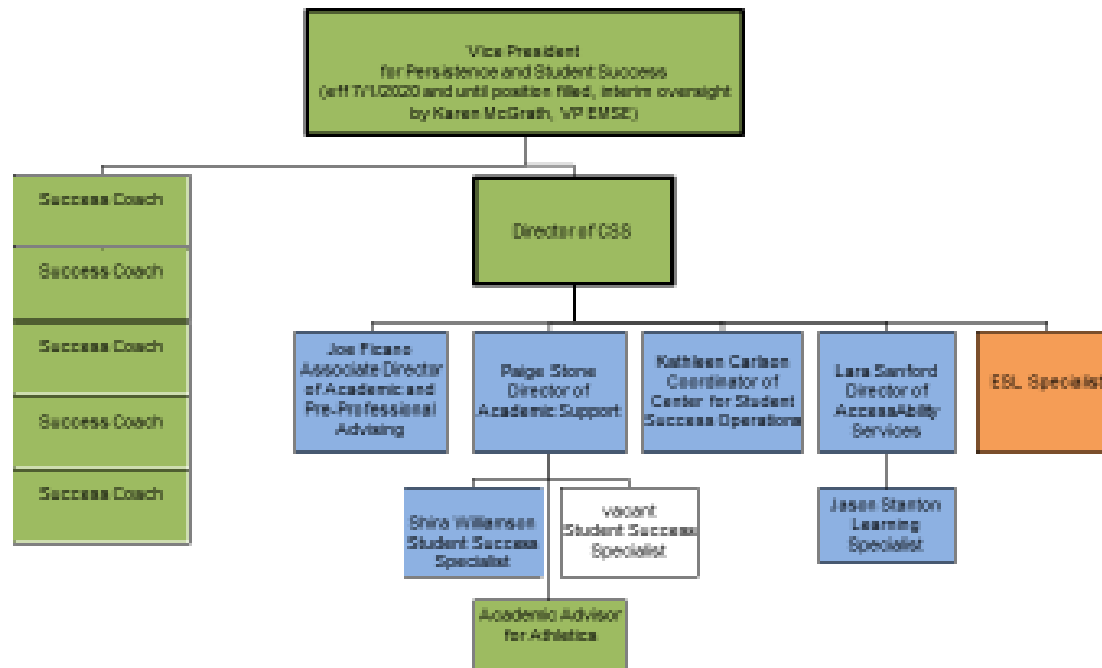 Vice President
for Persistence and Student Success
(eff 7/1/2020 and until position filled, interim oversight
by Karen McGrath, VP EMSE)
Success Coach
Success Coach
Success Coach
Success Coach
Success Coach
Director of CSS
Joe Ficano
Associate Director
of Academic and
Pre-Professional
Advising
Paige Stone
Director of
Academic Support
Kathleen Carlson
Coordinator of
Center for Student
Success Operations
Lara Sanford
Director of
AccessAbility
Services
ESL Specialist
Shira Williamson
Student Success
Specialist
vacant
Student Success
Specialist
Jason Stanton
Learning
Specialist
Academic Advisor
for Athletics